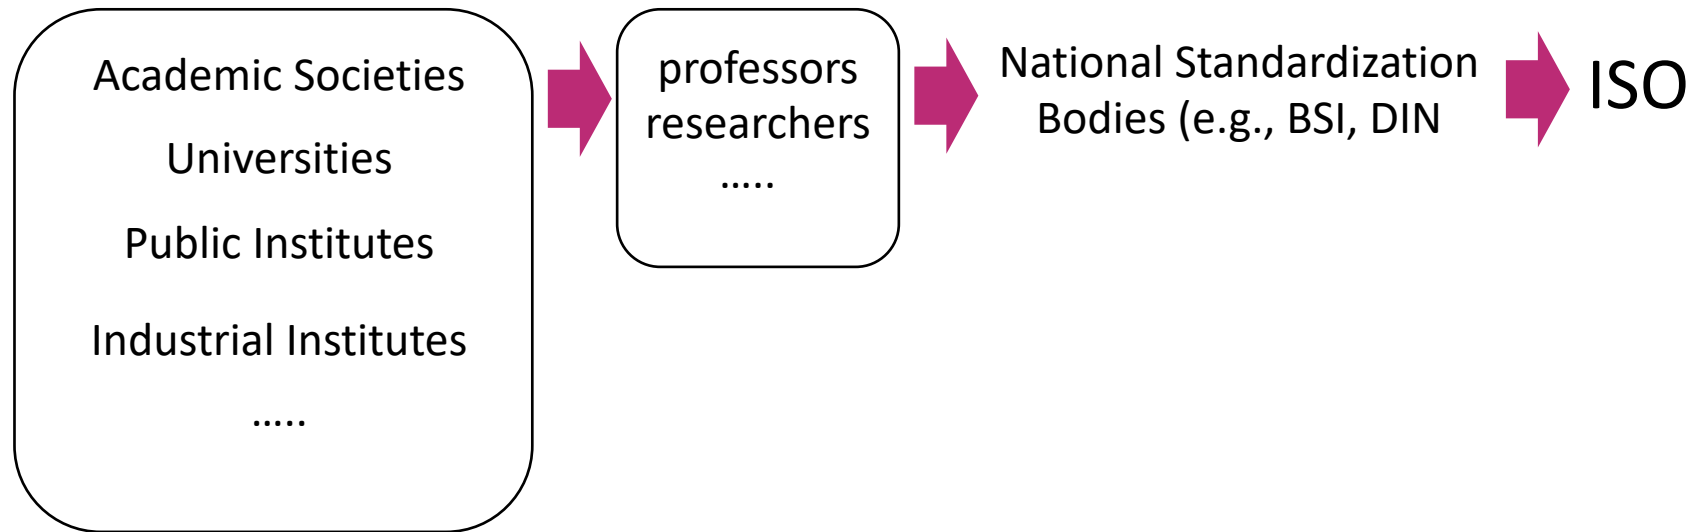 Academic Societies
Universities
Public Institutes
Industrial Institutes
…..
professors
researchers
…..
National Standardization
Bodies (e.g., BSI, DIN
ISO